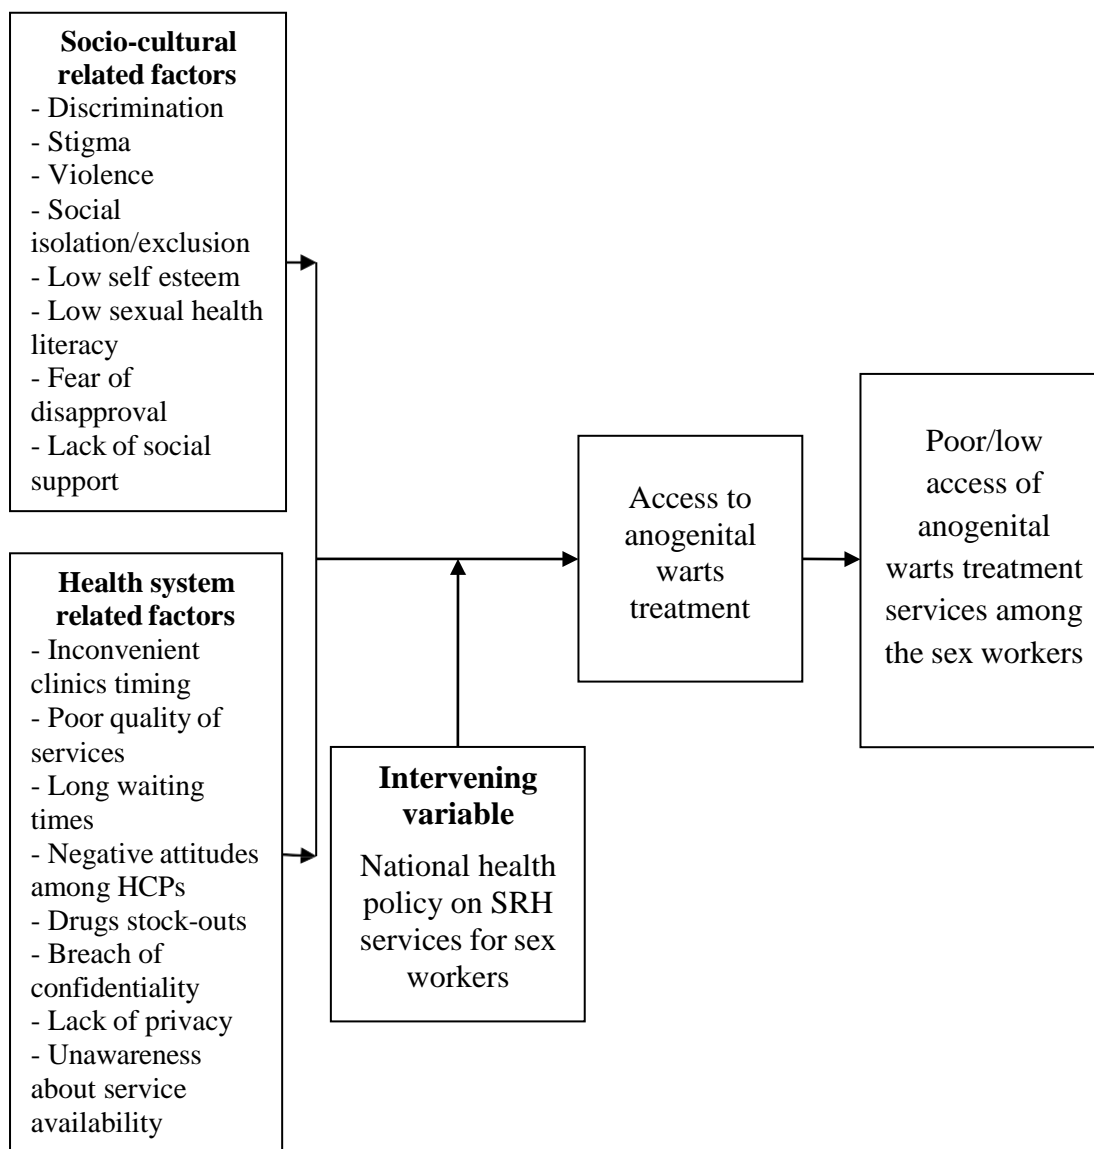 Socio-cultural
related factors
- Discrimination
- Stigma
- Violence
- Social
isolation/exclusion
- Low self esteem
- Low sexual health
literacy
- Fear of
disapproval
- Lack of social
support
Health system
related factors
- Inconvenient
clinics timing
- Poor quality of
services
- Long waiting
times
- Negative attitudes
among HCPs
- Drugs stock-outs
- Breach of
confidentiality
- Lack of privacy
- Unawareness
about service
availability
Intervening
variable
National health
policy on SRH
services for sex
workers
Access to
anogenital
warts
treatment
Poor/low
access of
anogenital
warts treatment
services among
the sex workers